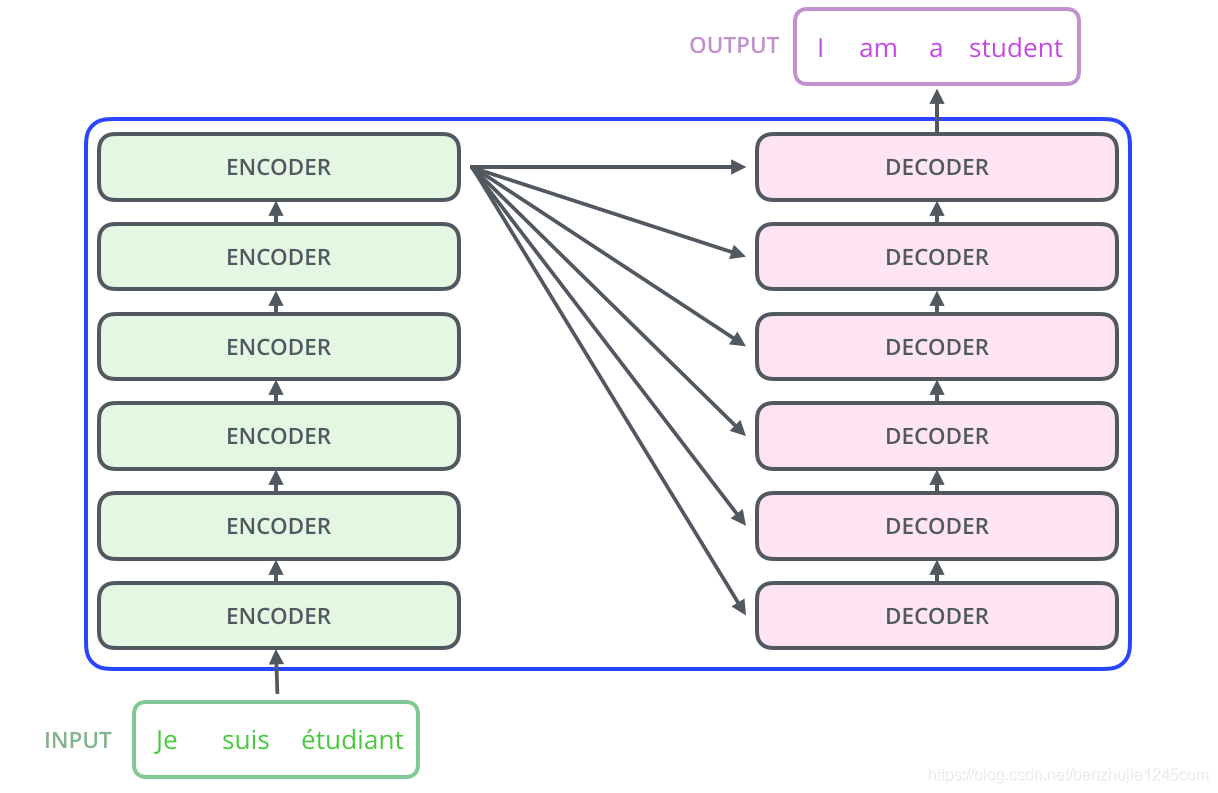 OUTPUT
I am a student
ENCODER
DECODER
ENCODER
DECODER
ENCODER
DECODER
ENCODER
DECODER
ENCODER
DECODER
ENCODER
DECODER
INPUT
Je suis étudiant
https://blog.csdn.net/benzhujie1245com